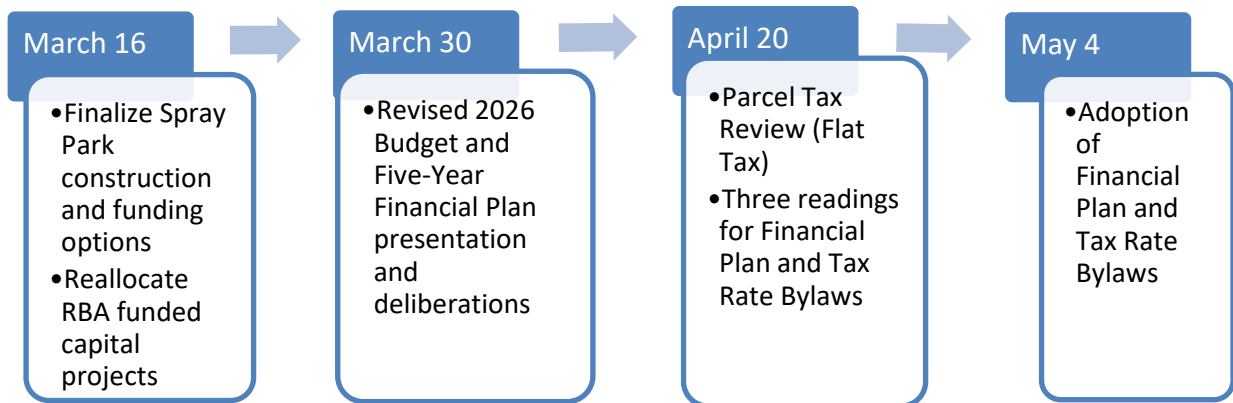 March 16
•Finalize Spray
Park
construction
and funding
options
•Reallocate
RBA funded
capital
projects
March 30
•Revised 2026
Budget and
Five-Year
Financial Plan
presentation
and
deliberations
April 20
•Parcel Tax
Review (Flat
Tax)
•Three readings
for Financial
Plan and Tax
Rate Bylaws
May 4
•Adoption
of
Financial
Plan and
Tax Rate
Bylaws